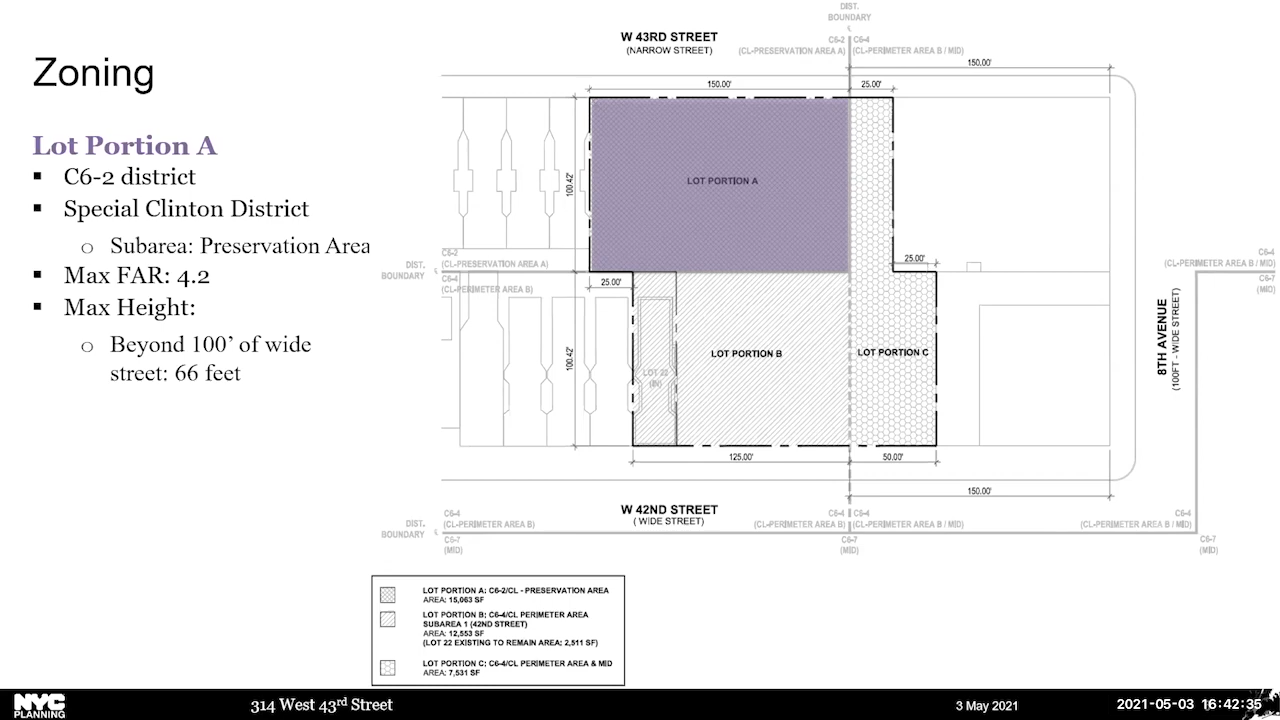 Zoning
Lot Portion A
▪ C6-2 district
▪ Special Clinton District
o Subarea: Preservation Area
▪ Max FAR: 4.2
▪ Max Height:
o Beyond 100’ of wide
street: 66 feet
DIST.
BOUNDARY
W 43RD STREET
(NARROW STREET)
C6-2
C6-4
(CL-PRESERVATION AREA A)
(CL-PERIMETER AREA B / MID)
150.00'
150.00'
25.00'
100.42'
LOT PORTION A
C6-2
(CL-PRESERVATION AREA A)
DIST.
BOUNDARY
C6-4
(CL-PERIMETER AREA B)
25.00'
25.00'
C6-4
(CL-PERIMETER AREA B / MID)
C6-7
(MID)
100.42'
LOT 22
(IN)
LOT PORTION B
LOT PORTION C
8TH AVENUE
(100FT - WIDE STREET)
125.00'
50.00'
150.00'
W 42ND STREET
( WIDE STREET)
DIST.
BOUNDARY
C6-4
(CL-PERIMETER AREA B)
C6-7
(MID)
C6-4
(CL-PERIMETER AREA B)
C6-4
(CL-PERIMETER AREA B / MID)
C6-7
(MID)
C6-4
(CL-PERIMETER AREA B / MID)
C6-7
(MID)
LOT PORTION A: C6-2/CL - PRESERVATION AREA
AREA: 15,063 SF
LOT PORTION B: C6-4/CL PERIMETER AREA
SUBAREA 1 (42ND STREET)
AREA: 12,553 SF
(LOT 22 EXISTING TO REMAIN AREA: 2,511 SF)
LOT PORTION C: C6-4/CL PERIMETER AREA & MID
AREA: 7,531 SF
NYC
PLANNING
314 West 43rd Street
3 May 2021
2021-05-03 16:42:35